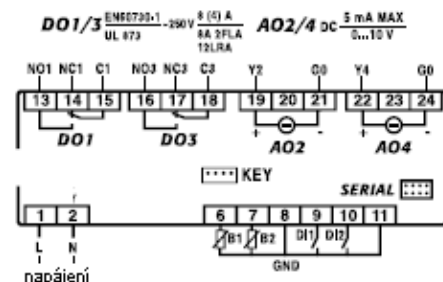 DO1/3 EN60730-1 UL 873 ~250V 8 (4) A 8A 2FLA 12LRA AO2/4 DC 5 mA MAX 0...10 V
NO1 NC1 C1 NO3 NC3 C3 Y2 G0 Y4 G0
13 14 15 16 17 18 19 20 21 22 23 24
DO1 DO3 + - AO2 + - AO4
KEY
SERIAL
1 2 6 7 8 9 10 11
L N B1 B2 DI1 DI2
GND
napájení